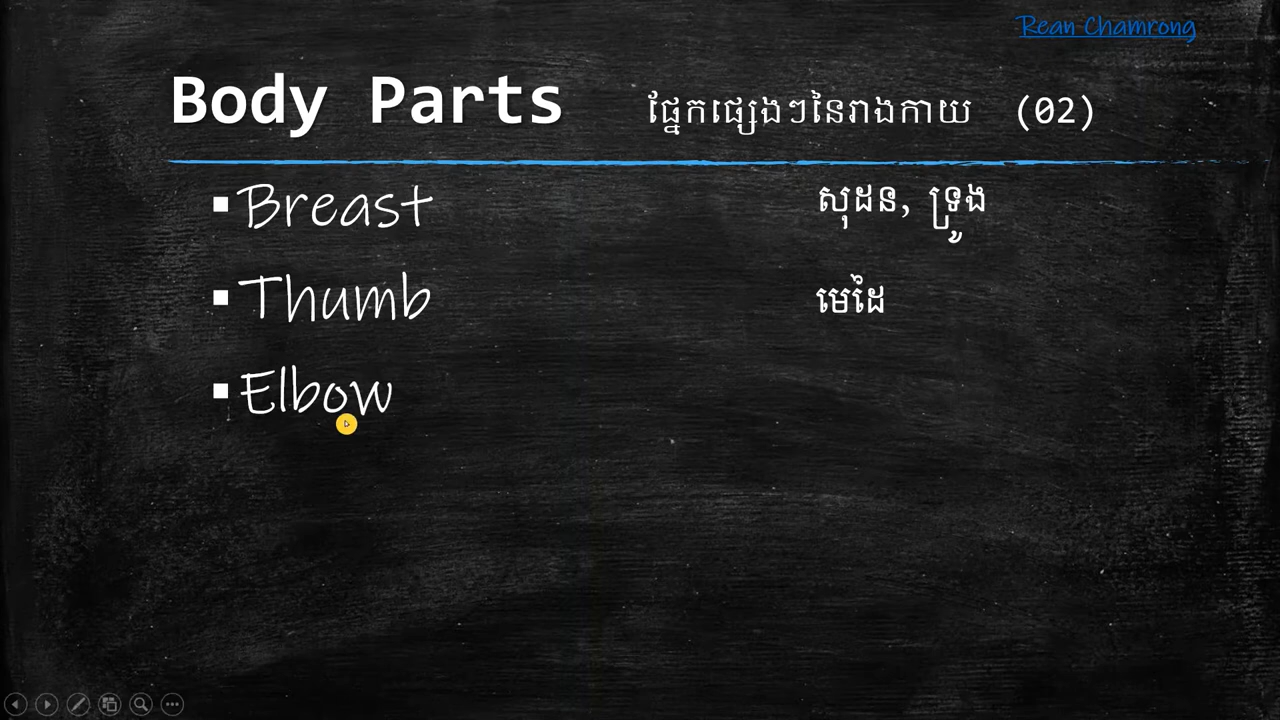 Rean Chamrong
Body Parts ផ្នែកផ្សេងៗនៃរាងកាយ (02)
▪ Breast សុដន, ទ្រូង
▪ Thumb មេដៃ
▪ Elbow